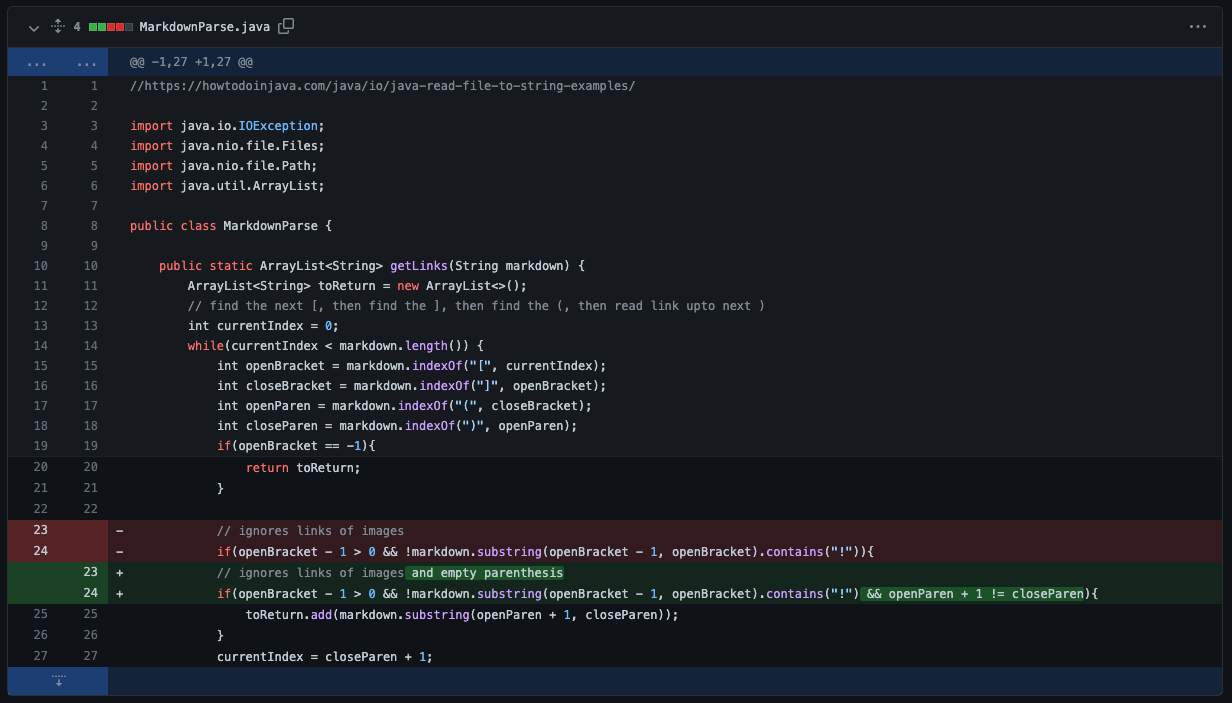 4 MarkdownParse.java ...
... ... @@ -1,27 +1,27 @@
1 1 //https://howtodoinjava.com/java/io/java-read-file-to-string-examples/
2 2
3 3 import java.io.IOException;
4 4 import java.nio.file.Files;
5 5 import java.nio.file.Path;
6 6 import java.util.ArrayList;
7 7
8 8 public class MarkdownParse {
9 9
10 10 public static ArrayList<String> getLinks(String markdown) {
11 11 ArrayList<String> toReturn = new ArrayList<>();
12 12 // find the next [, then find the ], then find the (, then read link upto next )
13 13 int currentIndex = 0;
14 14 while(currentIndex < markdown.length()) {
15 15 int openBracket = markdown.indexOf("[", currentIndex);
16 16 int closeBracket = markdown.indexOf("]", openBracket);
17 17 int openParen = markdown.indexOf("(", closeBracket);
18 18 int closeParen = markdown.indexOf(")", openParen);
19 19 if(openBracket == -1){
20 20 return toReturn;
21 21 }
22 22
23 - // ignores links of images
24 - if(openBracket - 1 > 0 && !markdown.substring(openBracket - 1, openBracket).contains("!")){
23 + // ignores links of images and empty parenthesis
24 + if(openBracket - 1 > 0 && !markdown.substring(openBracket - 1, openBracket).contains("!") && openParen + 1 != closeParen){
25 25 toReturn.add(markdown.substring(openParen + 1, closeParen));
26 26 }
27 27 currentIndex = closeParen + 1;